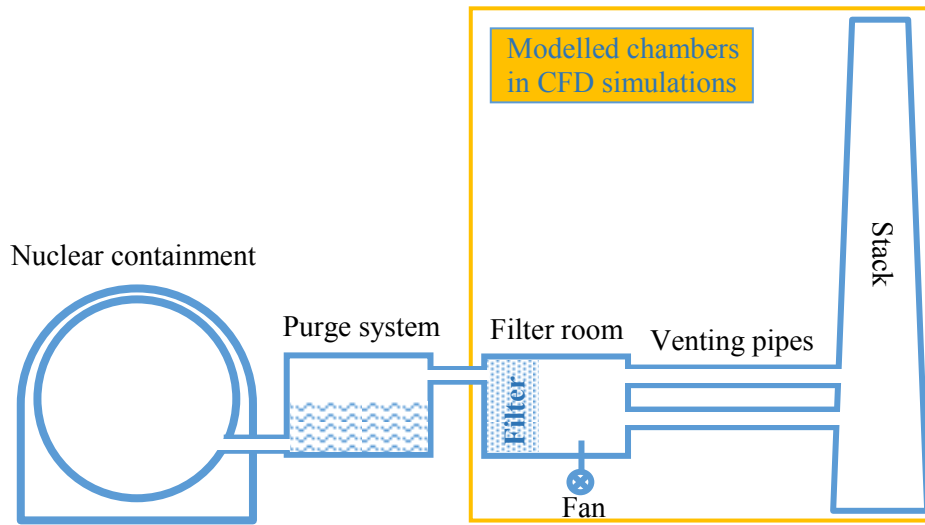 Modelled chambers
in CFD simulations
Stack
Nuclear containment
Purge system
Filter room
Venting pipes
Filter
Fan